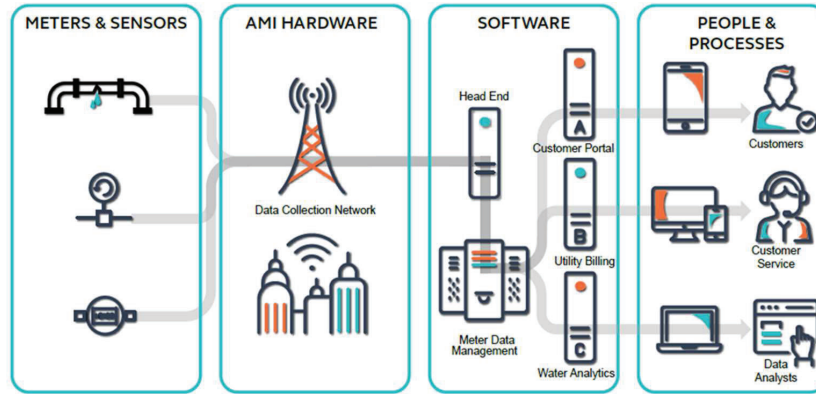 METERS & SENSORS
AMI HARDWARE
Data Collection Network
SOFTWARE
Head End
A
Customer Portal
B
Utility Billing
Meter Data
Management
C
Water Analytics
PEOPLE &
PROCESSES
Customers
Customer
Service
Data
Analysts